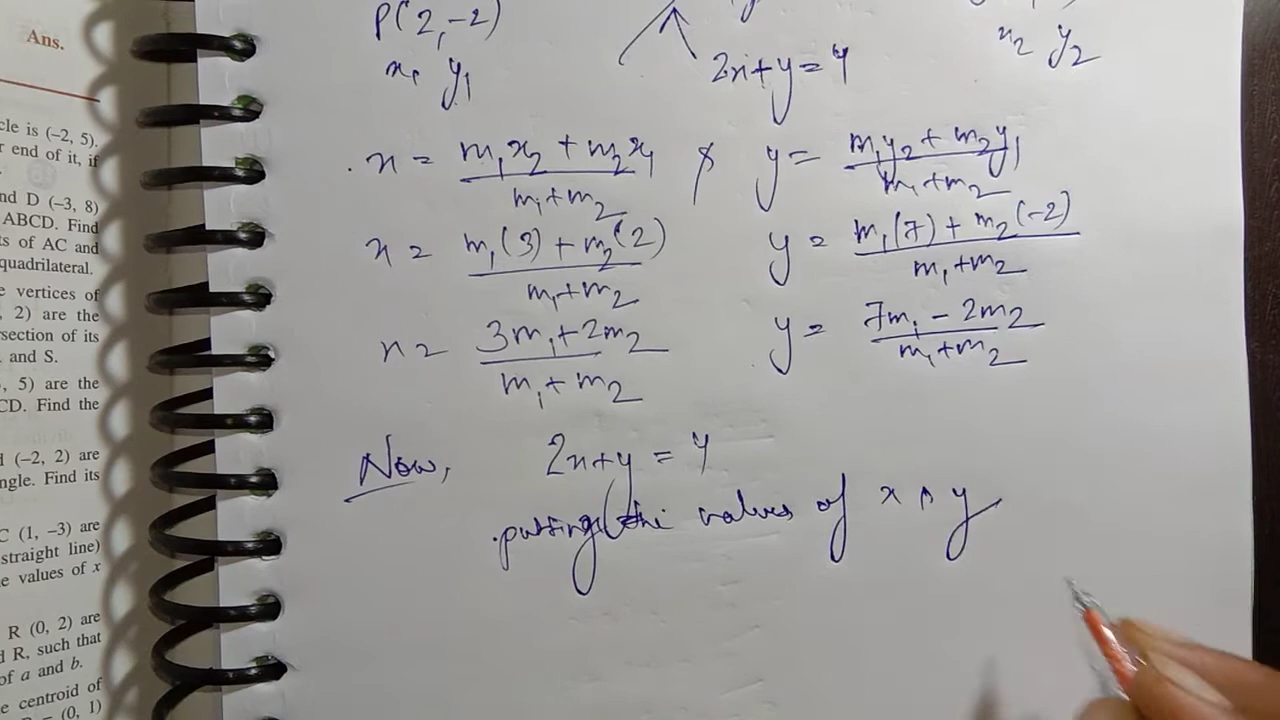 Ans.
cle is (–2, 5).
r end of it, if
nd D (–3, 8)
ABCD. Find
ts of AC and
quadrilateral.
e vertices of
, 2) are the
rsection of its
and S.
, 5) are the
CD. Find the
d (–2, 2) are
ngle. Find its
C (1, –3) are
straight line)
e values of x
R (0, 2) are
d R, such that
of a and b.
e centroid of
= (0, 1)
P(2, -2)
x₁ y₁
2x+y=4
x₂ y₂
x = (m₁x₂ + m₂x₁)/(m₁+m₂) & y = (m₁y₂ + m₂y₁)/(m₁+m₂)
x = (m₁(3) + m₂(2))/(m₁+m₂) y = (m₁(7) + m₂(-2))/(m₁+m₂)
x = (3m₁+2m₂)/(m₁+m₂) y = (7m₁ - 2m₂)/(m₁+m₂)
Now, 2x+y = 4
putting the values of x & y